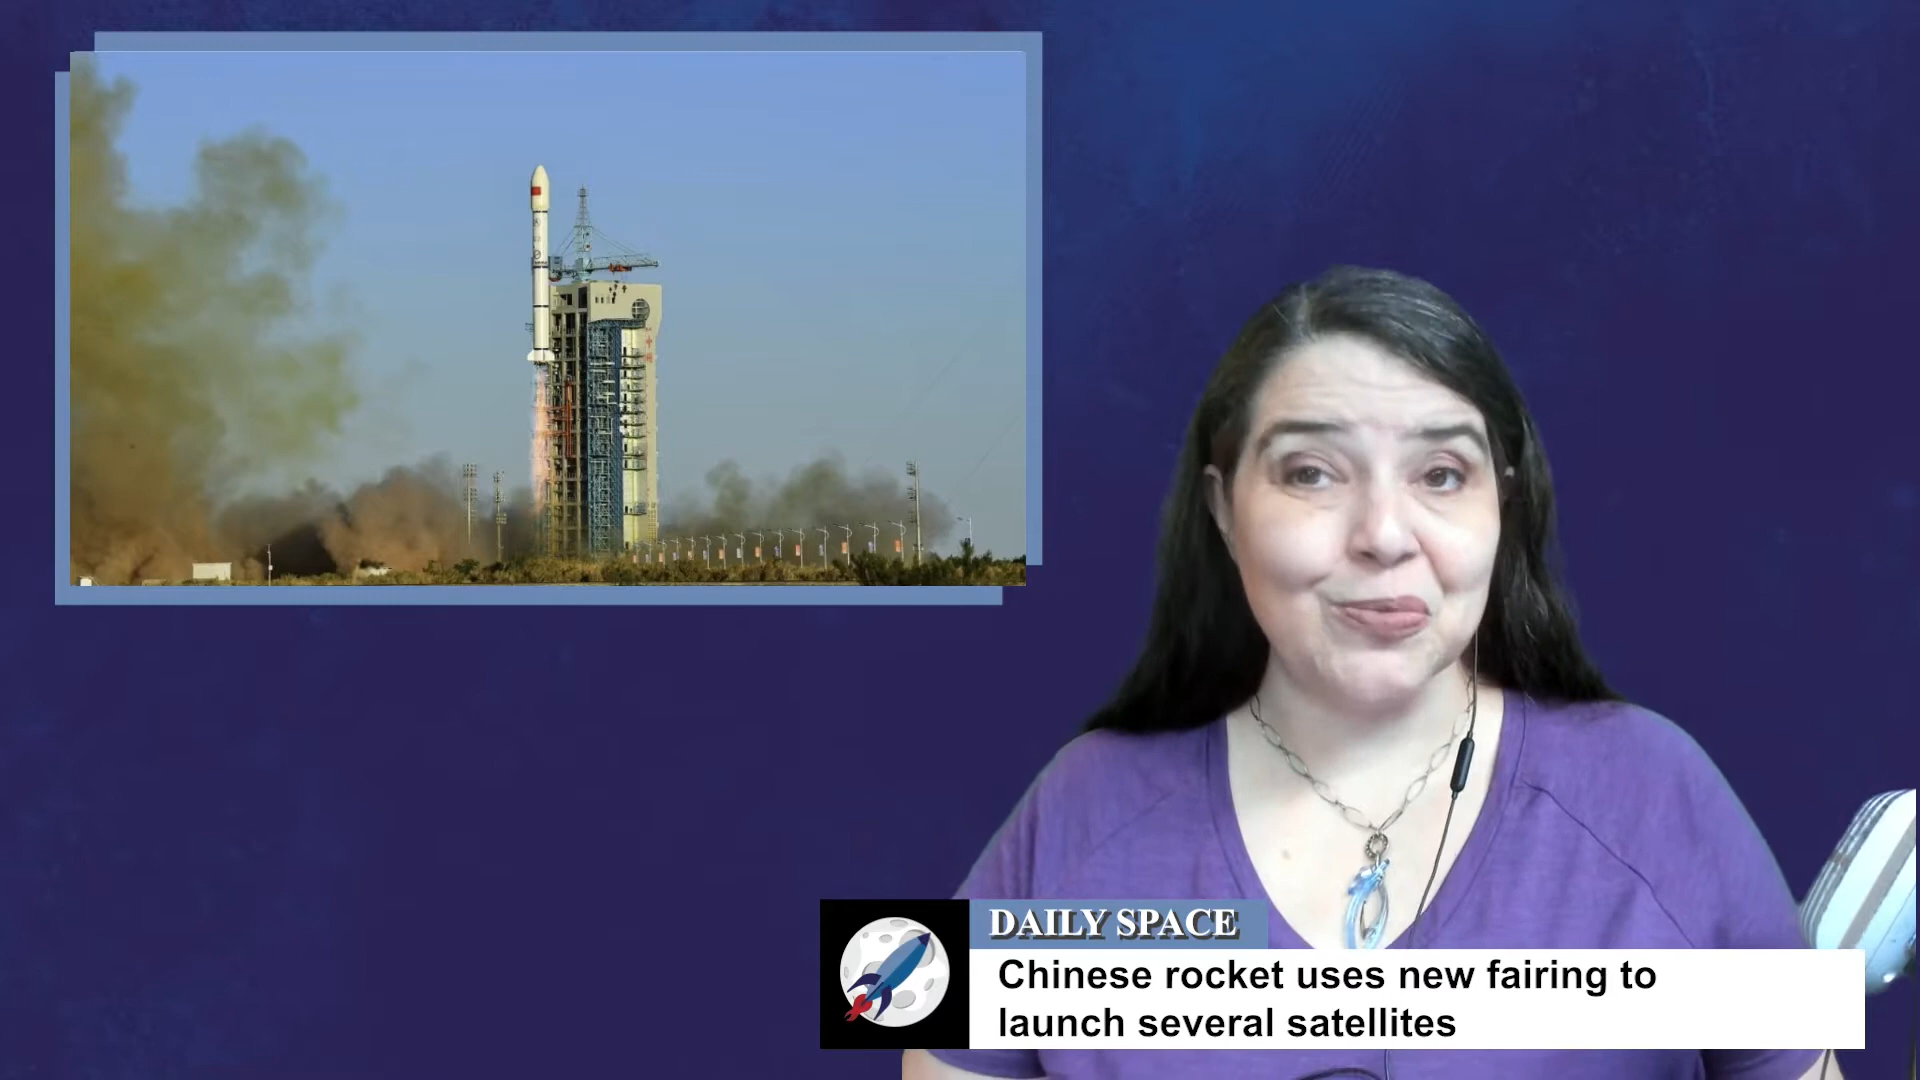 DAILY SPACE
Chinese rocket uses new fairing to
launch several satellites